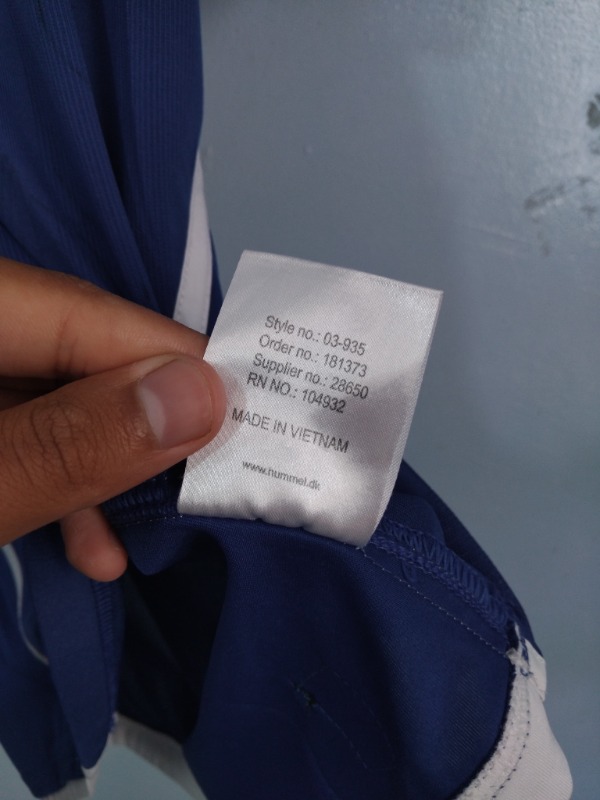 Style no.: 03-935
Order no.: 181373
Supplier no.: 28650
RN NO.: 104932
MADE IN VIETNAM
www.hummel.dk